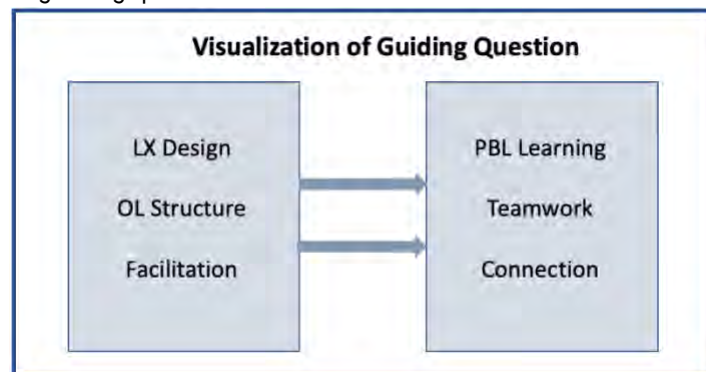 Visualization of Guiding Question
LX Design
OL Structure
Facilitation
PBL Learning
Teamwork
Connection